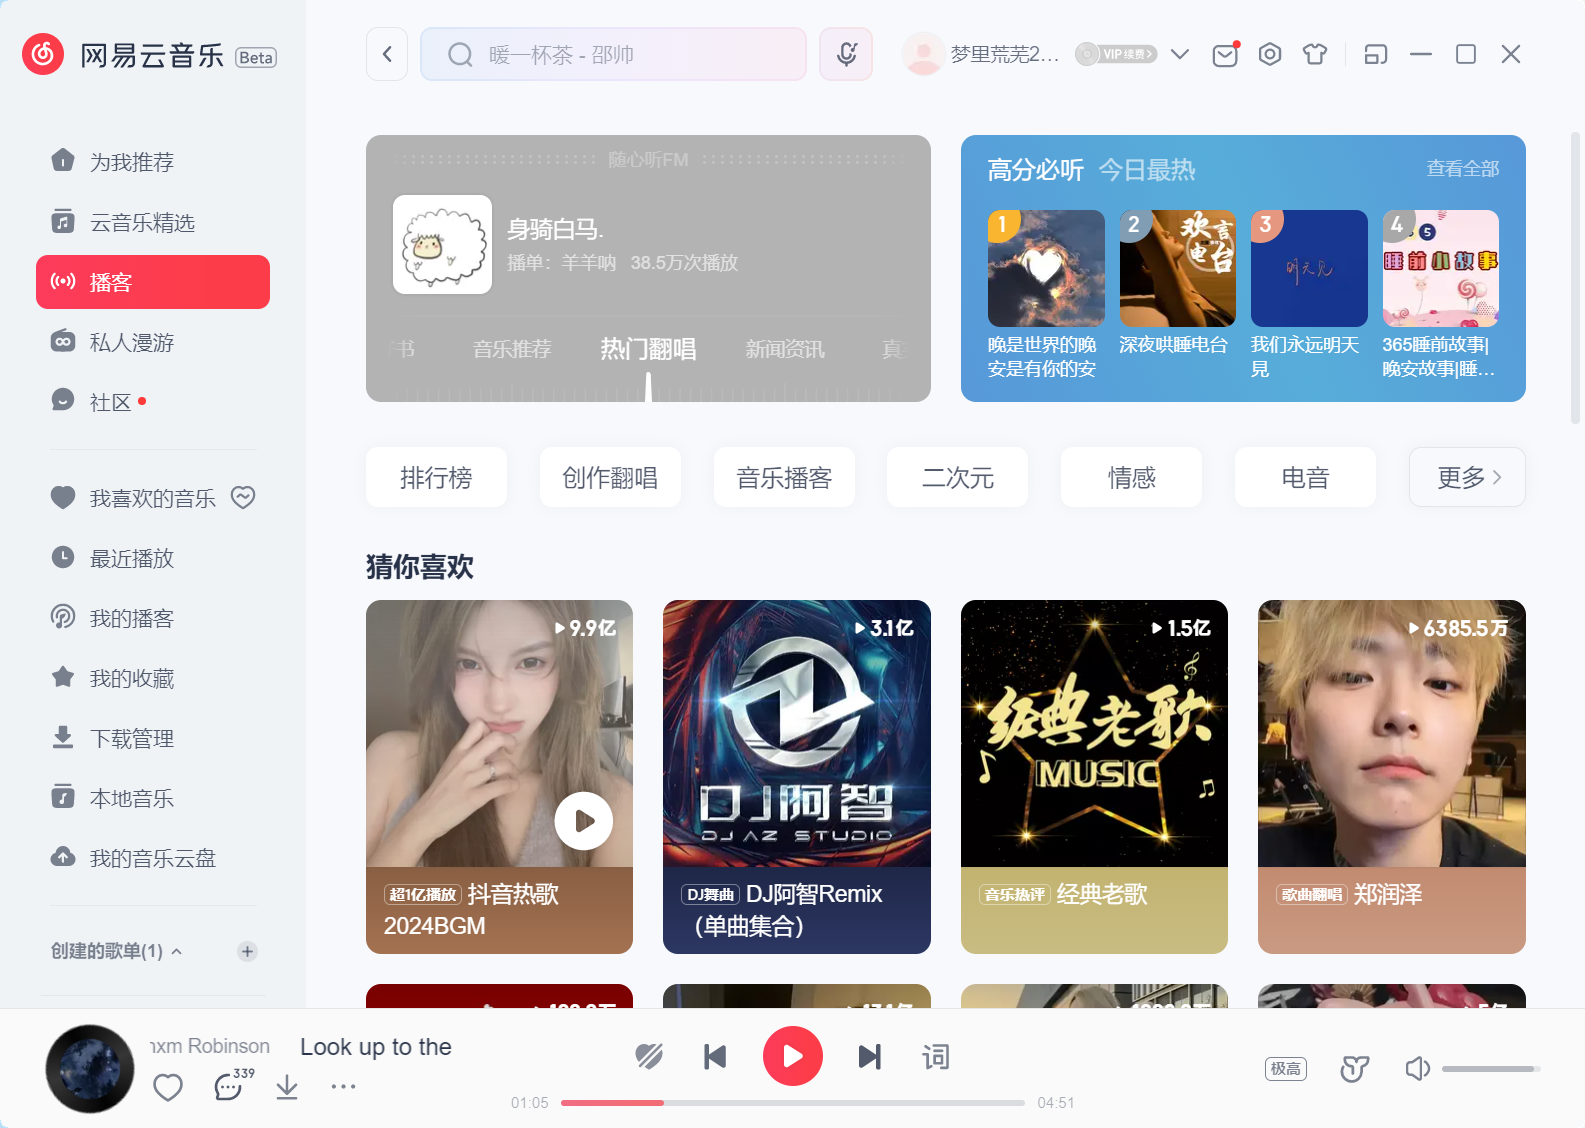 网易云音乐 Beta
暖一杯茶 - 邵帅
梦里荒芜2...
VIP 续费>
为我推荐
云音乐精选
播客
私人漫游
社区
我喜欢的音乐
最近播放
我的播客
我的收藏
下载管理
本地音乐
我的音乐云盘
创建的歌单(1)
随心听FM
身骑白马.
播单：羊羊呐 38.5万次播放
书 音乐推荐 热门翻唱 新闻资讯 真
高分必听 今日最热 查看全部
1
2
欢言
电台
3
明天见
4
5
睡前小故事
晚是世界的晚
安是有你的安
深夜哄睡电台
我们永远明天
見
365睡前故事|
晚安故事|睡...
排行榜 创作翻唱 音乐播客 二次元 情感 电音 更多
猜你喜欢
9.9亿
超1亿播放 抖音热歌
2024BGM
3.1亿
DJ阿智
DJ AZ STUDIO
DJ舞曲 DJ阿智Remix
（单曲集合）
1.5亿
经典老歌
MUSIC
音乐热评 经典老歌
6385.5万
歌曲翻唱 郑润泽
xm Robinson Look up to the
339
词
01:05
04:51
极高